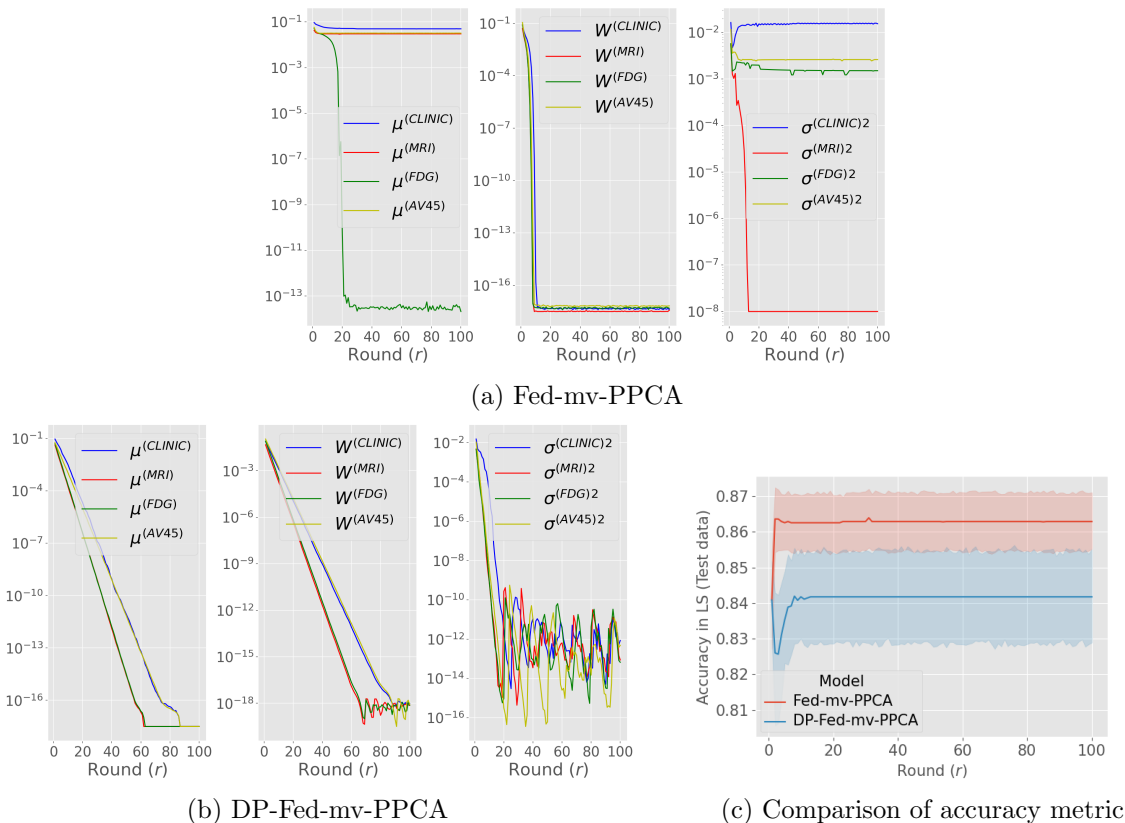 10⁻¹
10⁻³
10⁻⁵
10⁻⁷
10⁻⁹
10⁻¹¹
10⁻¹³
μ^(CLINIC)
μ^(MRI)
μ^(FDG)
μ^(AV45)
0 20 40 60 80 100
Round (r)
10⁻¹
10⁻⁴
10⁻⁷
10⁻¹⁰
10⁻¹³
10⁻¹⁶
W^(CLINIC)
W^(MRI)
W^(FDG)
W^(AV45)
0 20 40 60 80 100
Round (r)
10⁻²
10⁻³
10⁻⁴
10⁻⁵
10⁻⁶
10⁻⁷
10⁻⁸
σ^(CLINIC)2
σ^(MRI)2
σ^(FDG)2
σ^(AV45)2
0 20 40 60 80 100
Round (r)
(a) Fed-mv-PPCA
10⁻¹
10⁻⁴
10⁻⁷
10⁻¹⁰
10⁻¹³
10⁻¹⁶
μ^(CLINIC)
μ^(MRI)
μ^(FDG)
μ^(AV45)
0 20 40 60 80 100
Round (r)
10⁻³
10⁻⁶
10⁻⁹
10⁻¹²
10⁻¹⁵
10⁻¹⁸
W^(CLINIC)
W^(MRI)
W^(FDG)
W^(AV45)
0 20 40 60 80 100
Round (r)
10⁻²
10⁻⁴
10⁻⁶
10⁻⁸
10⁻¹⁰
10⁻¹²
10⁻¹⁴
10⁻¹⁶
σ^(CLINIC)2
σ^(MRI)2
σ^(FDG)2
σ^(AV45)2
0 20 40 60 80 100
Round (r)
(b) DP-Fed-mv-PPCA
Accuracy in LS (Test data)
0.87
0.86
0.85
0.84
0.83
0.82
0.81
Model
Fed-mv-PPCA
DP-Fed-mv-PPCA
0 20 40 60 80 100
Round (r)
(c) Comparison of accuracy metric